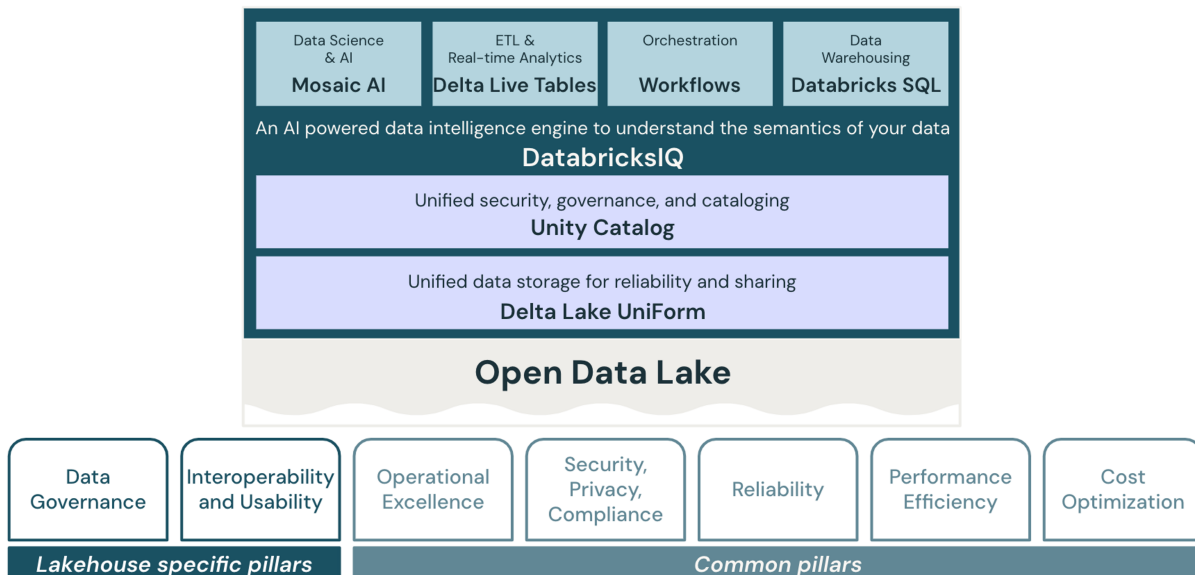 Data Science
& AI
Mosaic AI
ETL &
Real-time Analytics
Delta Live Tables
Orchestration
Workflows
Data
Warehousing
Databricks SQL
An AI powered data intelligence engine to understand the semantics of your data
DatabricksIQ
Unified security, governance, and cataloging
Unity Catalog
Unified data storage for reliability and sharing
Delta Lake UniForm
Open Data Lake
Data
Governance
Interoperability
and Usability
Operational
Excellence
Security,
Privacy,
Compliance
Reliability
Performance
Efficiency
Cost
Optimization
Lakehouse specific pillars
Common pillars